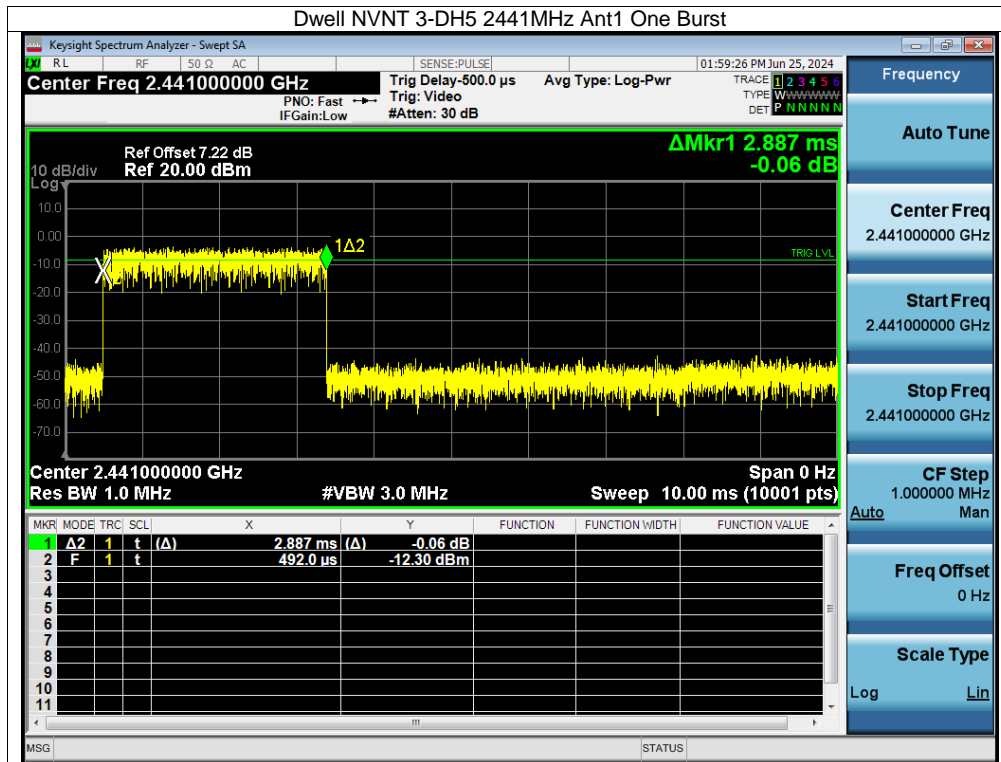 Dwell NVNT 3-DH5 2441MHz Ant1 One Burst
Keysight Spectrum Analyzer - Swept SA
LXI RL RF 50 Ω AC SENSE:PULSE 01:59:26 PM Jun 25, 2024
Center Freq 2.441000000 GHz Trig Delay-500.0 µs Avg Type: Log-Pwr TRACE 1 2 3 4 5 6
PNO: Fast Trig: Video TYPE WWWWWW
IFGain:Low #Atten: 30 dB DET P N N N N N
Ref Offset 7.22 dB ΔMkr1 2.887 ms
10 dB/div Ref 20.00 dBm -0.06 dB
Log
10.0
0.00
1Δ2
TRIG LVL
-10.0
-20.0
-30.0
-40.0
-50.0
-60.0
-70.0
Center 2.441000000 GHz Span 0 Hz
Res BW 1.0 MHz #VBW 3.0 MHz Sweep 10.00 ms (10001 pts)
MKR MODE TRC SCL X Y FUNCTION FUNCTION WIDTH FUNCTION VALUE
1 Δ2 1 t (Δ) 2.887 ms (Δ) -0.06 dB
2 F 1 t 492.0 µs -12.30 dBm
3
4
5
6
7
8
9
10
11
MSG STATUS
Frequency
Auto Tune
Center Freq
2.441000000 GHz
Start Freq
2.441000000 GHz
Stop Freq
2.441000000 GHz
CF Step
1.000000 MHz
Auto Man
Freq Offset
0 Hz
Scale Type
Log Lin